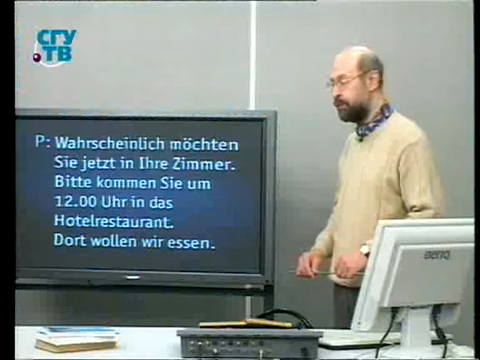 СГУ
ТВ
P: Wahrscheinlich möchten
Sie jetzt in Ihre Zimmer.
Bitte kommen Sie um
12.00 Uhr in das
Hotelrestaurant.
Dort wollen wir essen.
BenQ